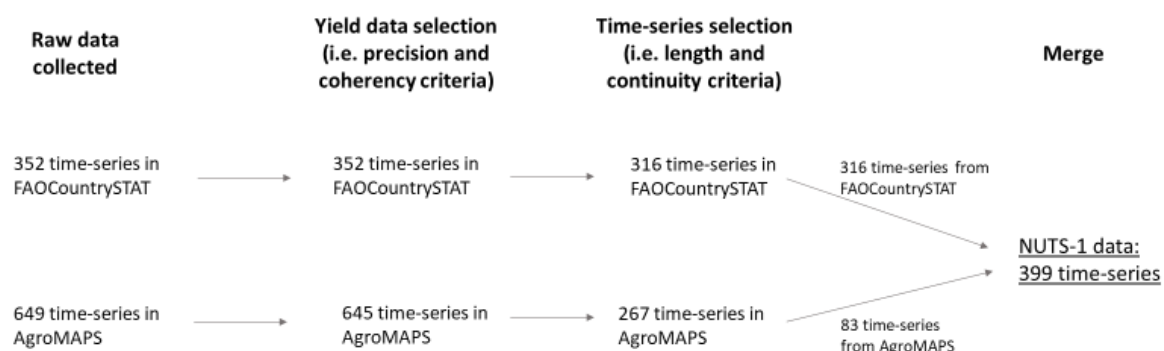 Raw data
collected
Yield data selection
(i.e. precision and
coherency criteria)
Time-series selection
(i.e. length and
continuity criteria)
Merge
352 time-series in
FAOCountrySTAT
352 time-series in
FAOCountrySTAT
316 time-series in
FAOCountrySTAT
316 time-series from
FAOCountrySTAT
NUTS-1 data:
399 time-series
649 time-series in
AgroMAPS
645 time-series in
AgroMAPS
267 time-series in
AgroMAPS
83 time-series
from AgroMAPS